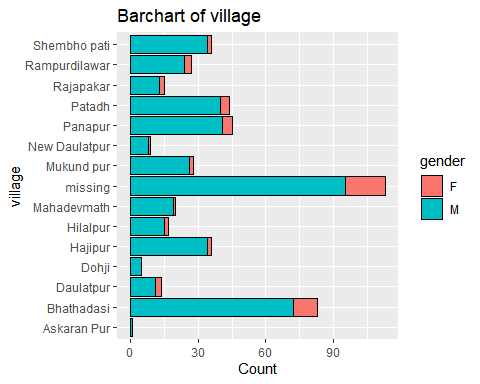 Barchart of village
Shembho pati
Rampurdilawar
Rajapakar
Patadh
Panapur
New Daulatpur
Mukund pur
missing
Mahadevmath
Hilalpur
Hajipur
Dohji
Daulatpur
Bhathadasi
Askaran Pur
village
0 30 60 90
Count
gender
F
M